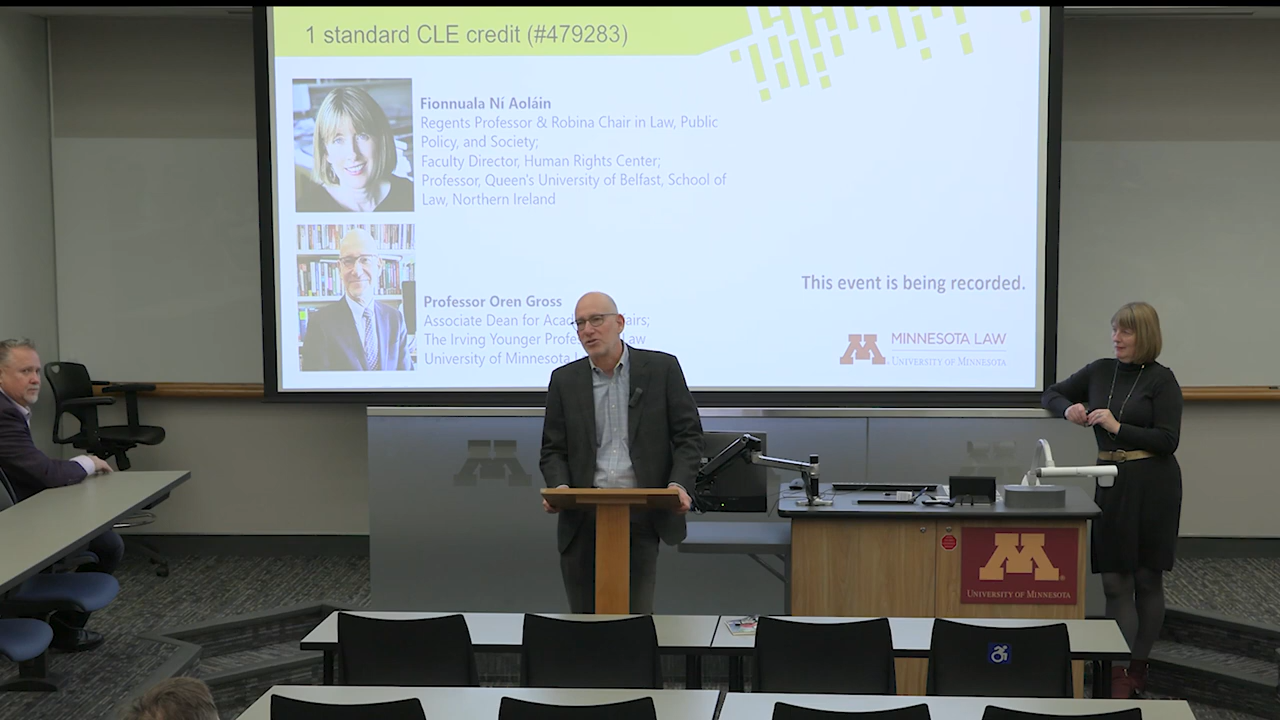 1 standard CLE credit (#479283)
Fionnuala Ní Aoláin
Regents Professor & Robina Chair in Law, Public
Policy, and Society;
Faculty Director, Human Rights Center;
Professor, Queen's University of Belfast, School of
Law, Northern Ireland
This event is being recorded.
Professor Oren Gross
Associate Dean for
The Irving Younger
University of Minnesota
M MINNESOTA LAW
UNIVERSITY OF MINNESOTA
M
UNIVERSITY OF MINNESOTA